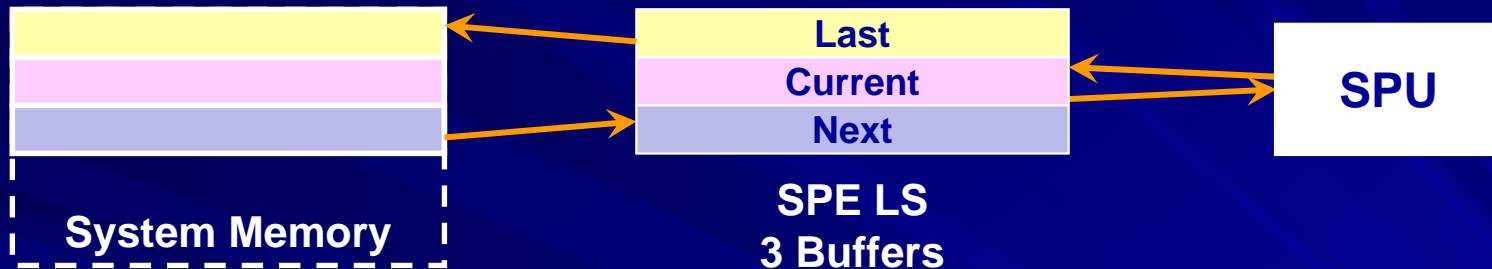 Last
Current
Next
SPU
System Memory
SPE LS
3 Buffers